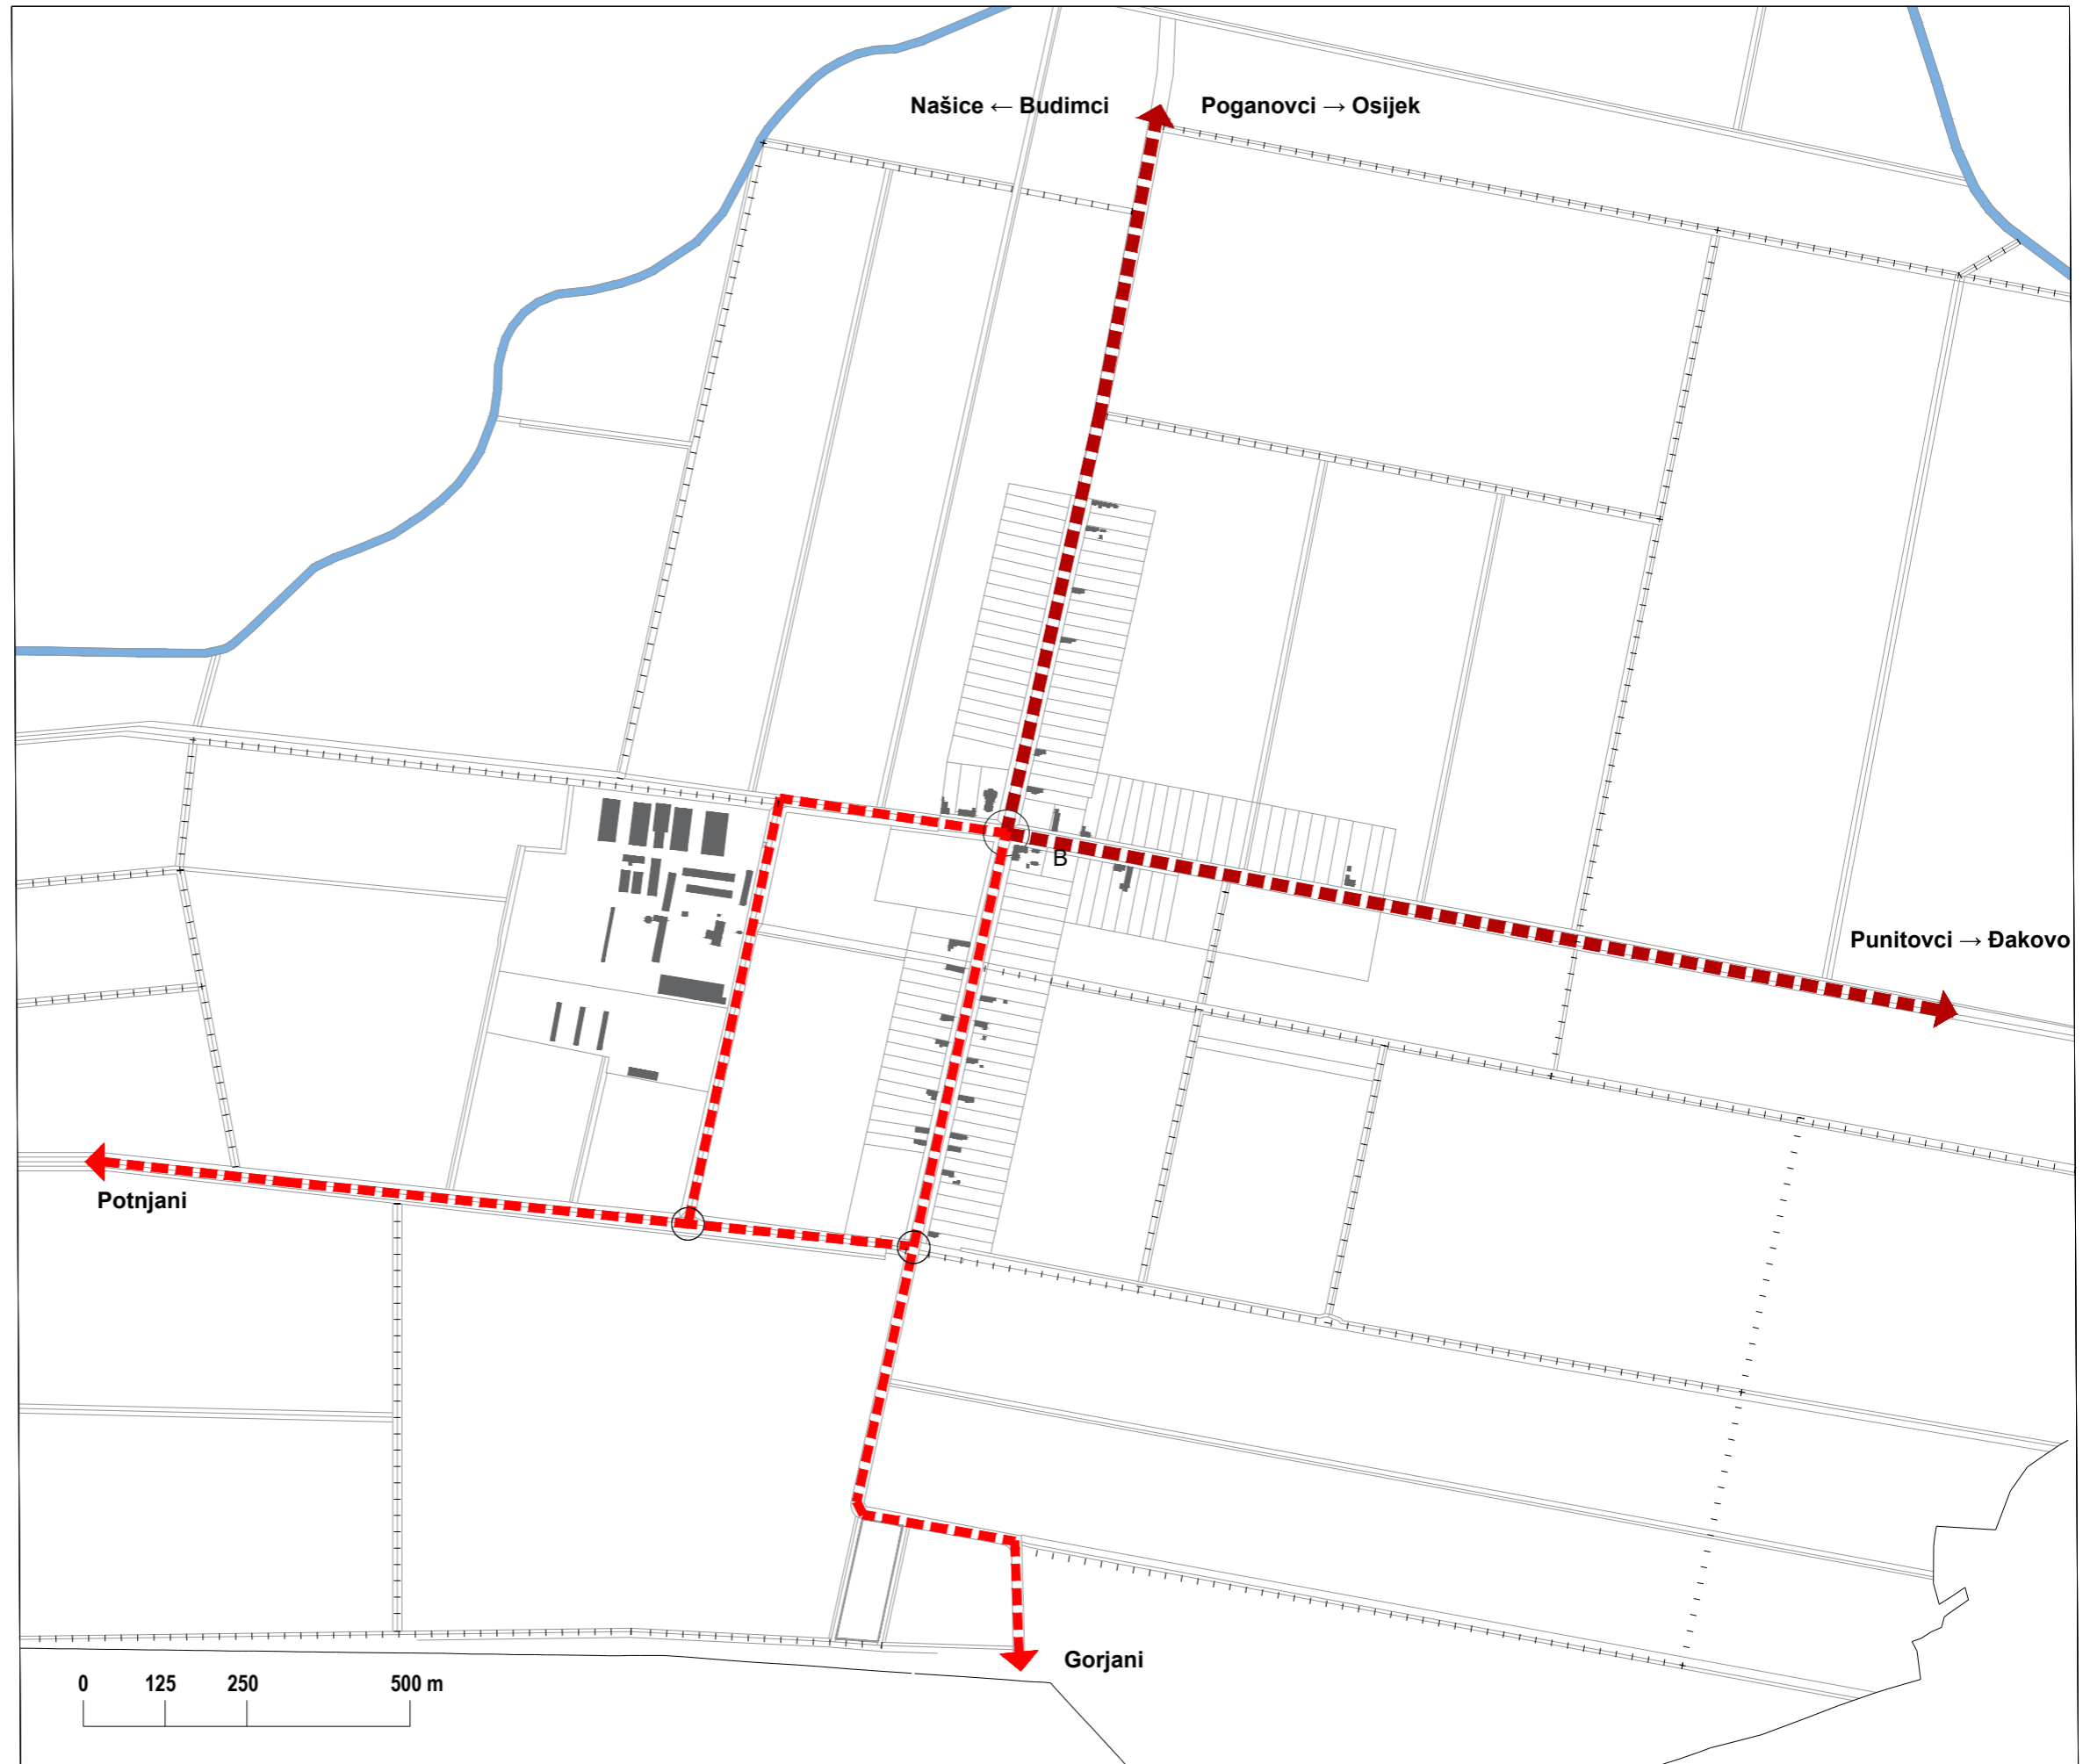 Našice ← Budimci
Poganovci → Osijek
B
Punitovci → Đakovo
Potnjani
Gorjani
0 125 250 500 m